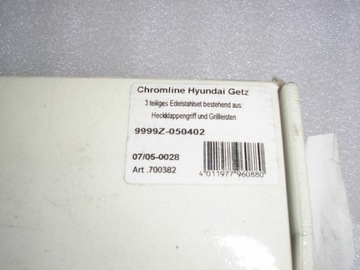 Chromline Hyundai Getz
3 teiliges Edelstahlset bestehend aus:
Heckklappengriff und Grilleisten
9999Z-050402
07/05-0028
Art .700382
4 011977 960880